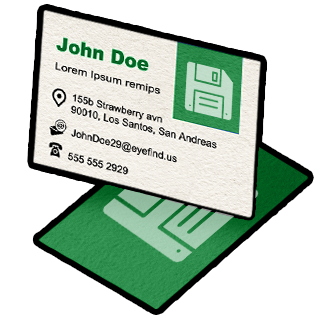 John Doe
Lorem Ipsum remips
155b Strawberry avn
90010, Los Santos, San Andreas
JohnDoe29@eyefind.us
555 555 2929